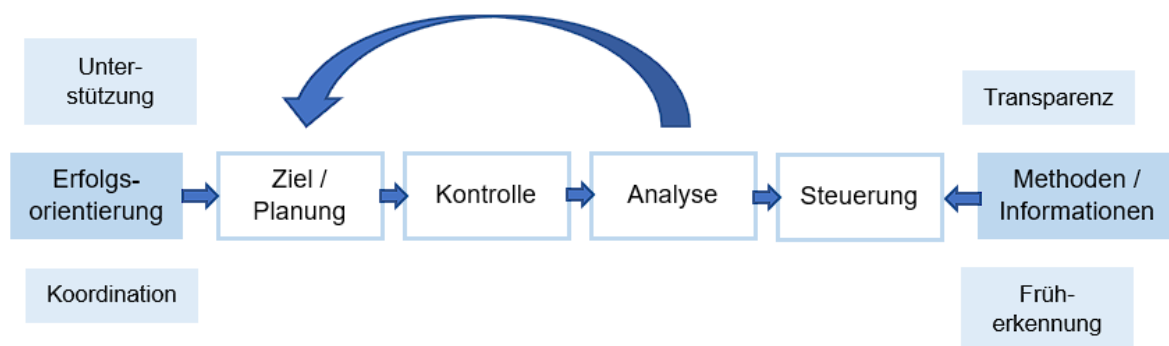 Unter-
stützung
Transparenz
Erfolgs-
orientierung
Ziel /
Planung
Kontrolle
Analyse
Steuerung
Methoden /
Informationen
Koordination
Früh-
erkennung